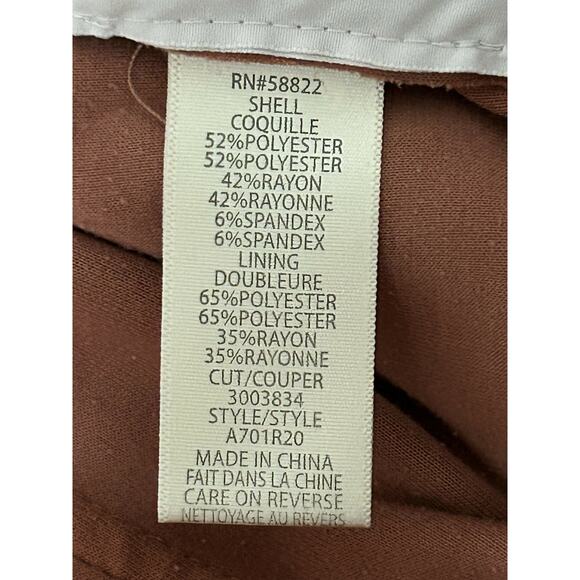 RN#58822
SHELL
COQUILLE
52%POLYESTER
52%POLYESTER
42%RAYON
42%RAYONNE
6%SPANDEX
6%SPANDEX
LINING
DOUBLEURE
65%POLYESTER
65%POLYESTER
35%RAYON
35%RAYONNE
CUT/COUPER
3003834
STYLE/STYLE
A701R20
MADE IN CHINA
FAIT DANS LA CHINE
CARE ON REVERSE
NETTOYAGE AU REVERS